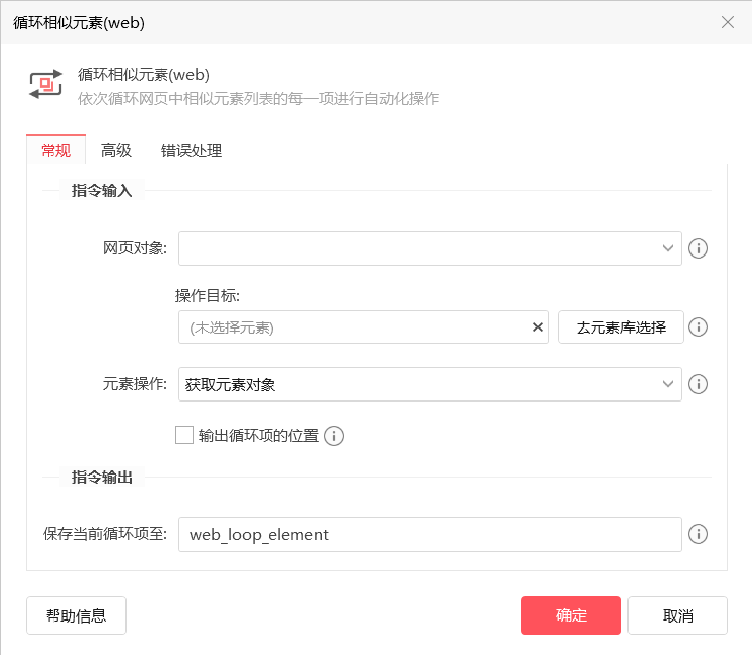 循环相似元素(web)
循环相似元素(web)
依次循环网页中相似元素列表的每一项进行自动化操作
常规 高级 错误处理
指令输入
网页对象:
操作目标:
(未选择元素) 去元素库选择
元素操作: 获取元素对象
输出循环项的位置
指令输出
保存当前循环项至: web_loop_element
帮助信息 确定 取消